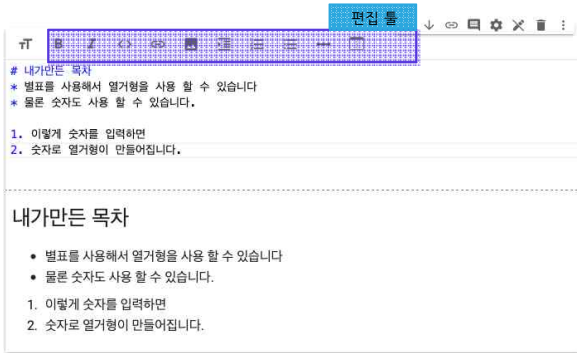 편집 툴
тT B I <>
# 내가만든 목차
* 별표를 사용해서 열거형을 사용 할 수 있습니다
* 물론 숫자도 사용 할 수 있습니다.
1. 이렇게 숫자를 입력하면
2. 숫자로 열거형이 만들어집니다.
내가만든 목차
• 별표를 사용해서 열거형을 사용 할 수 있습니다
• 물론 숫자도 사용 할 수 있습니다.
1. 이렇게 숫자를 입력하면
2. 숫자로 열거형이 만들어집니다.